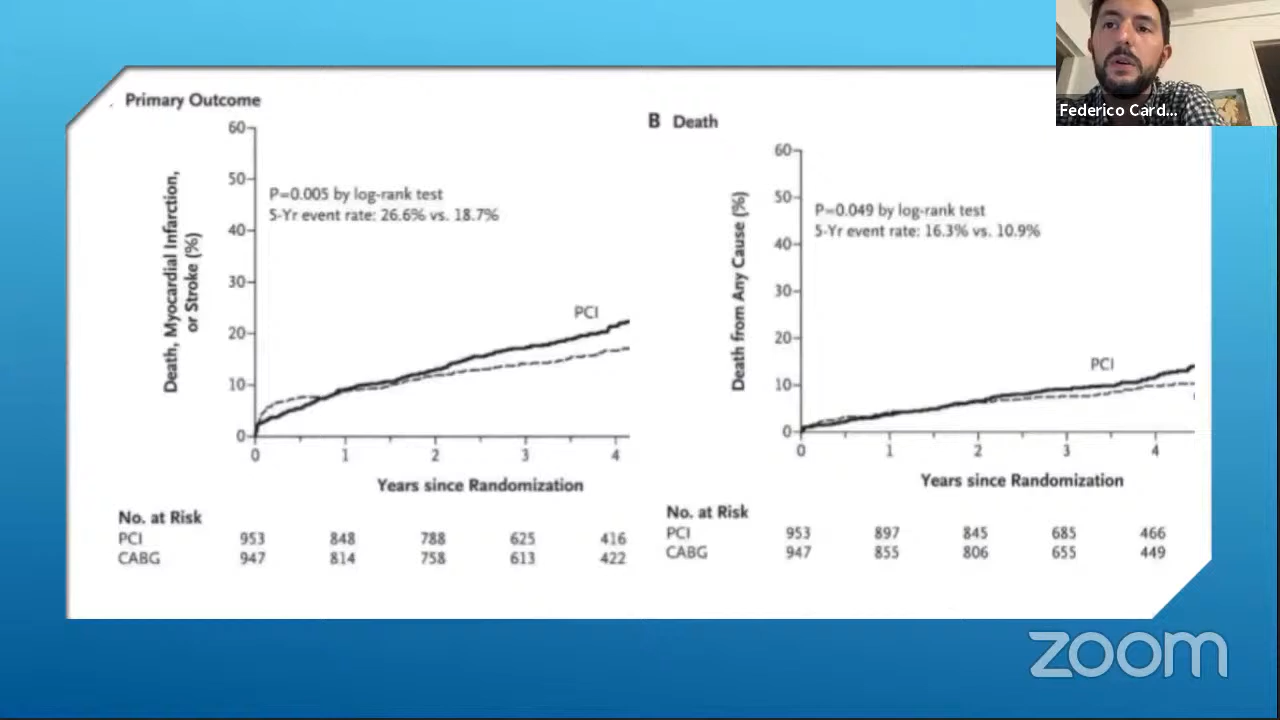 Federico Card...
Primary Outcome
60
50
40
30
20
10
0
Death, Myocardial Infarction,
or Stroke (%)
P=0.005 by log-rank test
5-Yr event rate: 26.6% vs. 18.7%
PCI
0 1 2 3 4
Years since Randomization
No. at Risk
PCI 953 848 788 625 416
CABG 947 814 758 613 422
B Death
60
50
40
30
20
10
0
Death from Any Cause (%)
P=0.049 by log-rank test
5-Yr event rate: 16.3% vs. 10.9%
PCI
0 1 2 3 4
Years since Randomization
No. at Risk
PCI 953 897 845 685 466
CABG 947 855 806 655 449
zoom